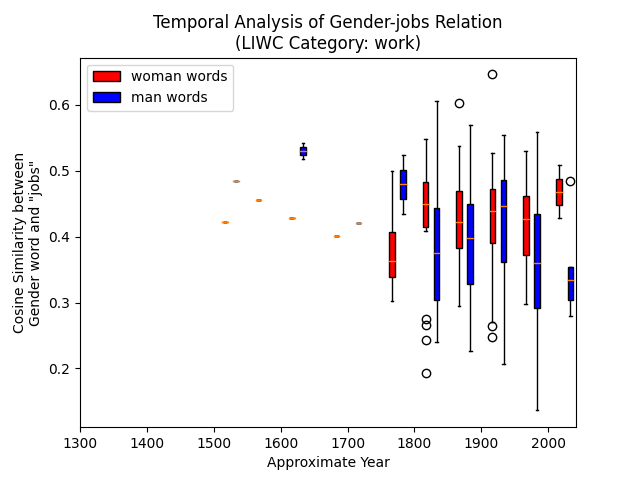 Temporal Analysis of Gender-jobs Relation
(LIWC Category: work)
woman words
man words
Cosine Similarity between
Gender word and "jobs"
0.6
0.5
0.4
0.3
0.2
1300 1400 1500 1600 1700 1800 1900 2000
Approximate Year